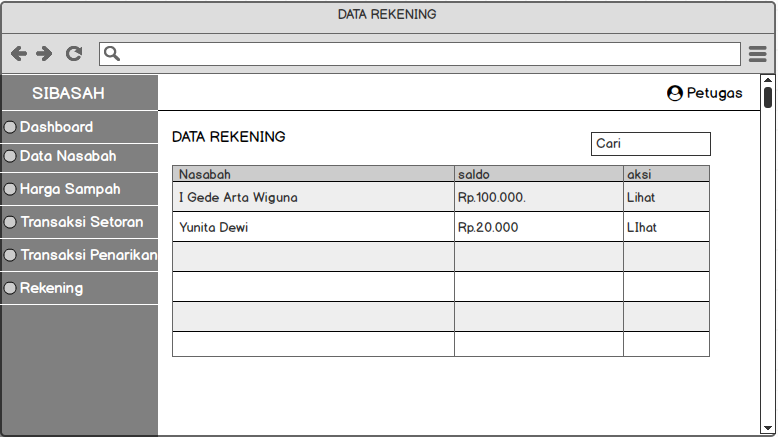 DATA REKENING
SIBASAH
Petugas
Dashboard
Data Nasabah
Harga Sampah
Transaksi Setoran
Transaksi Penarikan
Rekening
DATA REKENING
Cari
Nasabah saldo aksi
I Gede Arta Wiguna Rp.100.000. Lihat
Yunita Dewi Rp.20.000 LIhat